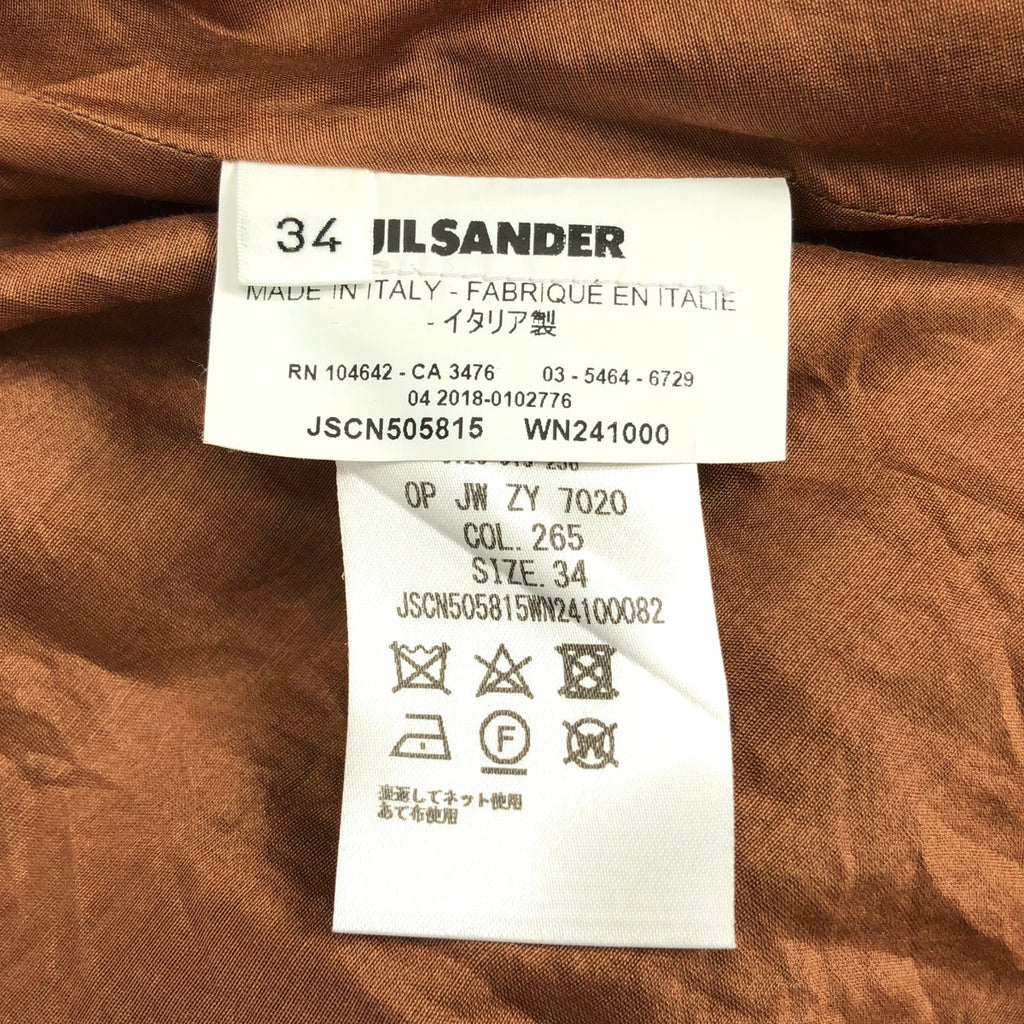 34
JIL SANDER
MADE IN ITALY - FABRIQUÉ EN ITALIE
- イタリア製
RN 104642 - CA 3476 03 - 5464 - 6729
04 2018-0102776
JSCN505815 WN241000
OP JW ZY 7020
COL. 265
SIZE. 34
JSCN505815WN24100082
F
W
裏返してネット使用
あて布使用